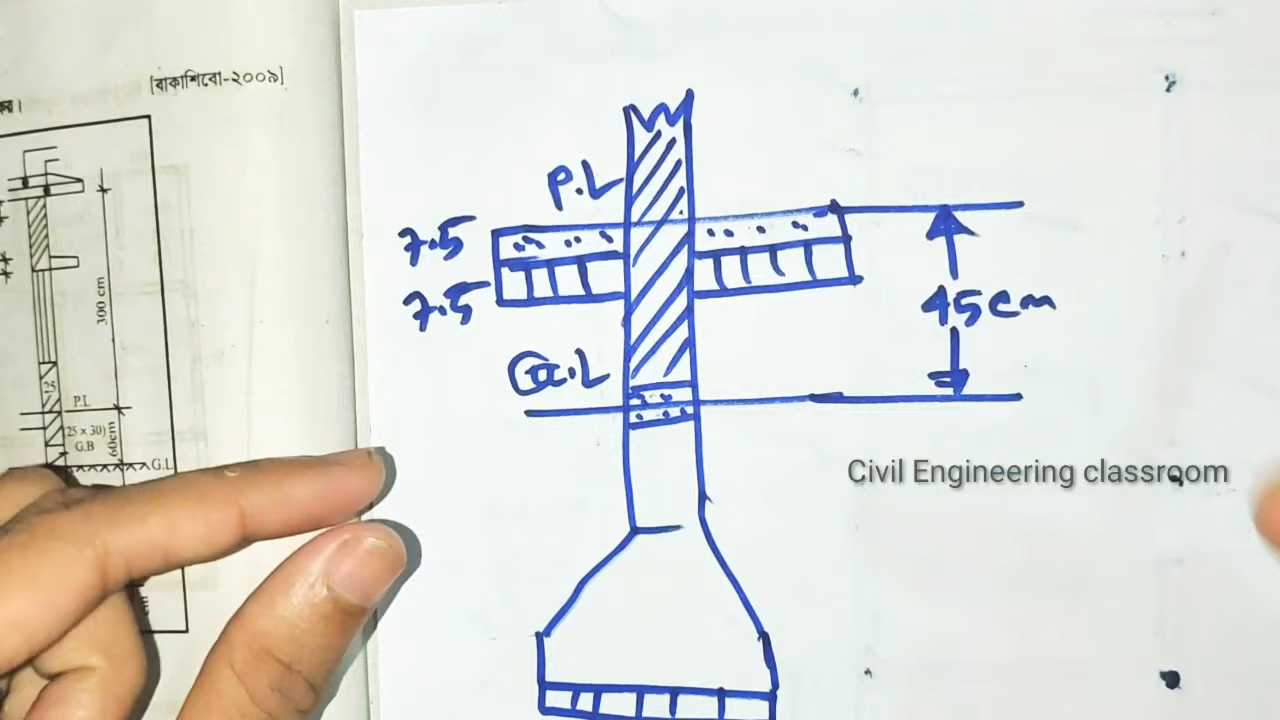 [বাকাশিবো-২০০৯]
300 cm
25
P.L
(25 x 30)
G.B
60cm
G.L
P.L
7.5
7.5
G.L
45cm
Civil Engineering classroom